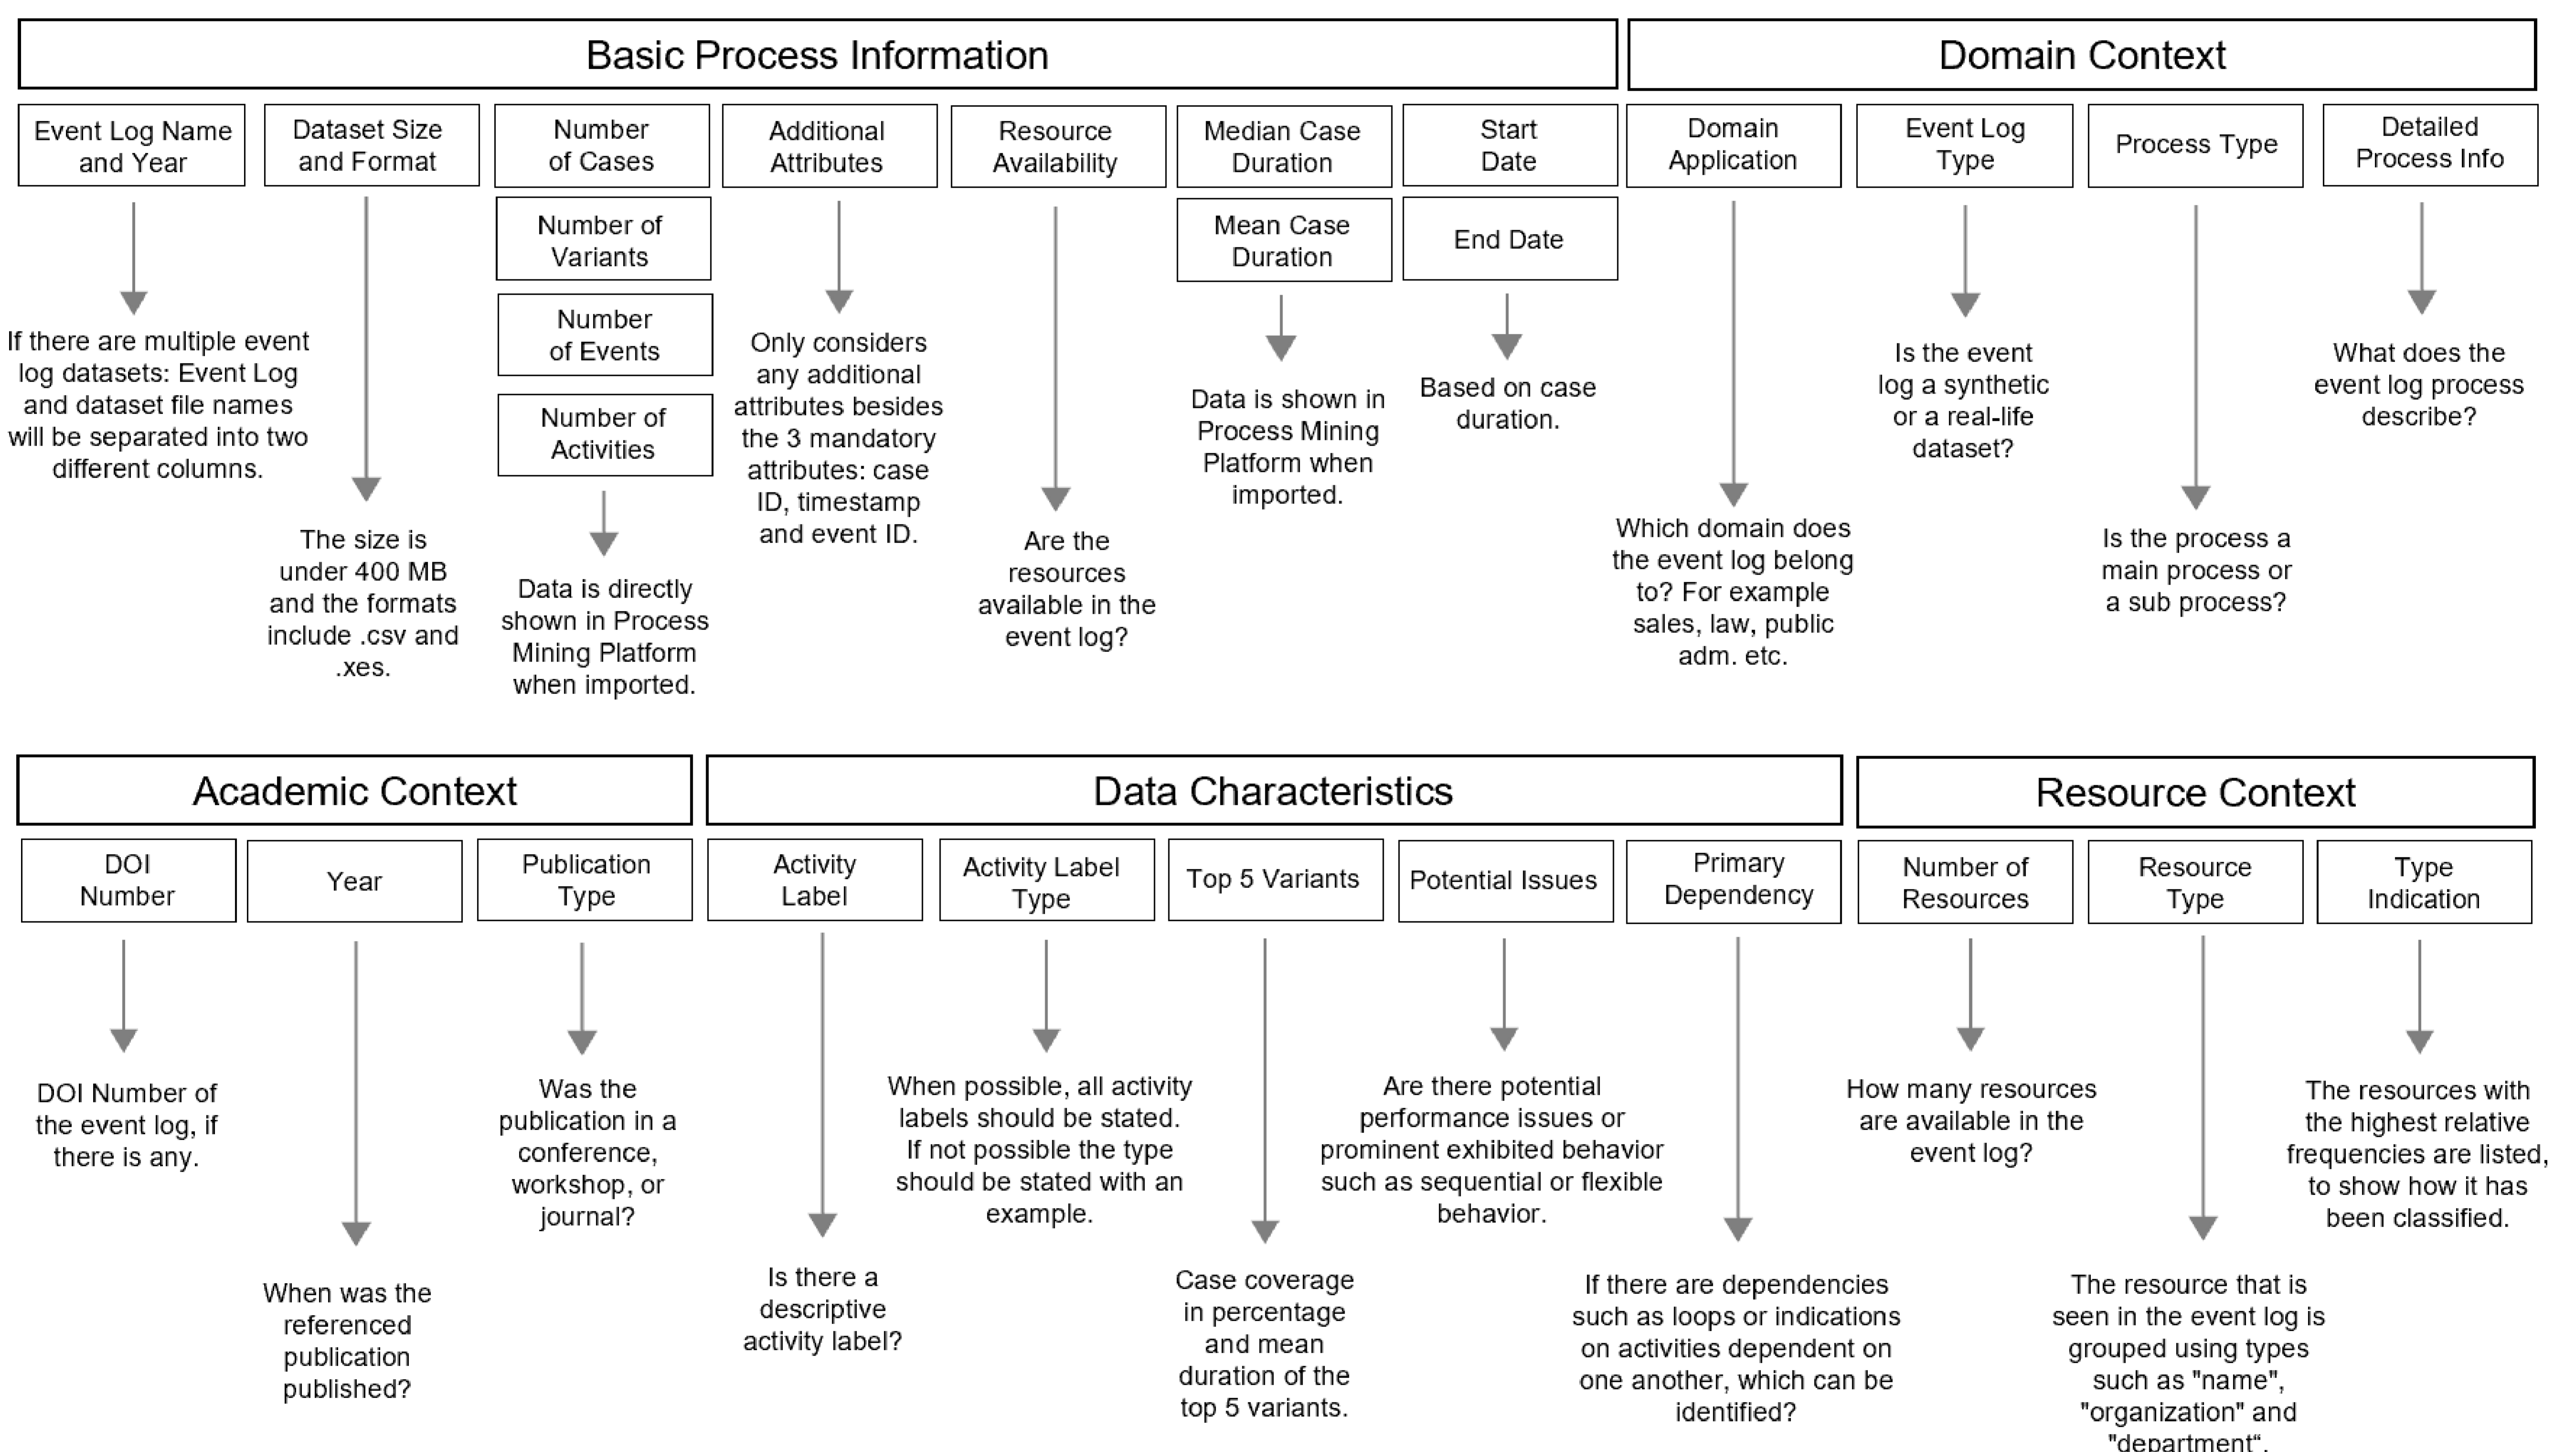 Basic Process Information
Domain Context
Event Log Name
and Year
Dataset Size
and Format
Number
of Cases
Additional
Attributes
Resource
Availability
Median Case
Duration
Start
Date
Domain
Application
Event Log
Type
Process Type
Detailed
Process Info
Number of
Variants
Mean Case
Duration
End Date
Number
of Events
Number of
Activities
If there are multiple event
log datasets: Event Log
and dataset file names
will be separated into two
different columns.
The size is
under 400 MB
and the formats
include .csv and
.xes.
Data is directly
shown in Process
Mining Platform
when imported.
Only considers
any additional
attributes besides
the 3 mandatory
attributes: case
ID, timestamp
and event ID.
Are the
resources
available in the
event log?
Data is shown in
Process Mining
Platform when
imported.
Based on case
duration.
Which domain does
the event log belong
to? For example
sales, law, public
adm. etc.
Is the event
log a synthetic
or a real-life
dataset?
Is the process a
main process or
a sub process?
What does the
event log process
describe?
Academic Context
Data Characteristics
Resource Context
DOI
Number
Year
Publication
Type
Activity
Label
Activity Label
Type
Top 5 Variants
Potential Issues
Primary
Dependency
Number of
Resources
Resource
Type
Type
Indication
DOI Number of
the event log, if
there is any.
When was the
referenced
publication
published?
Was the
publication in a
conference,
workshop, or
journal?
Is there a
descriptive
activity label?
When possible, all activity
labels should be stated.
If not possible the type
should be stated with an
example.
Case coverage
in percentage
and mean
duration of the
top 5 variants.
Are there potential
performance issues or
prominent exhibited behavior
such as sequential or flexible
behavior.
If there are dependencies
such as loops or indications
on activities dependent on
one another, which can be
identified?
How many resources
are available in the
event log?
The resource that is
seen in the event log is
grouped using types
such as "name",
"organization" and
"department“.
The resources with
the highest relative
frequencies are listed,
to show how it has
been classified.